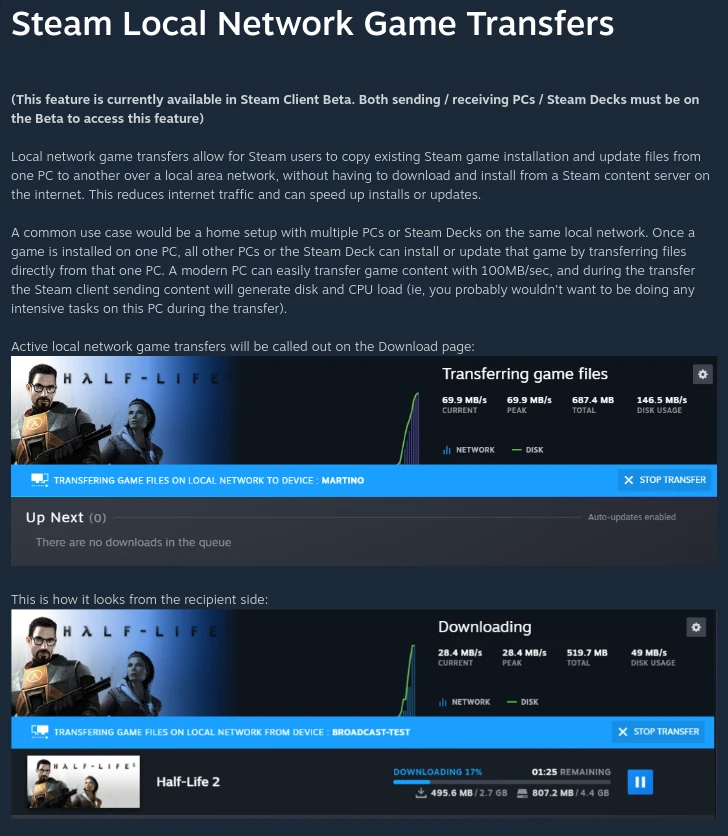 Steam Local Network Game Transfers
(This feature is currently available in Steam Client Beta. Both sending / receiving PCs / Steam Decks must be on
the Beta to access this feature)
Local network game transfers allow for Steam users to copy existing Steam game installation and update files from
one PC to another over a local area network, without having to download and install from a Steam content server on
the internet. This reduces internet traffic and can speed up installs or updates.
A common use case would be a home setup with multiple PCs or Steam Decks on the same local network. Once a
game is installed on one PC, all other PCs or the Steam Deck can install or update that game by transferring files
directly from that one PC. A modern PC can easily transfer game content with 100MB/sec, and during the transfer
the Steam client sending content will generate disk and CPU load (ie, you probably wouldn't want to be doing any
intensive tasks on this PC during the transfer).
Active local network game transfers will be called out on the Download page:
HλLF-LIFE²
Transferring game files
69.9 MB/s 69.9 MB/s 687.4 MB 146.5 MB/s
CURRENT PEAK TOTAL DISK USAGE
NETWORK DISK
TRANSFERING GAME FILES ON LOCAL NETWORK TO DEVICE : MARTINO STOP TRANSFER
Up Next (0) Auto-updates enabled
There are no downloads in the queue
This is how it looks from the recipient side:
HλLF-LIFE²
Downloading
28.4 MB/s 28.4 MB/s 519.7 MB 49 MB/s
CURRENT PEAK TOTAL DISK USAGE
NETWORK DISK
TRANSFERING GAME FILES ON LOCAL NETWORK FROM DEVICE : BROADCAST-TEST STOP TRANSFER
HλLF-LIFE²
Half-Life 2
DOWNLOADING 17% 01:25 REMAINING
495.6 MB / 2.7 GB 807.2 MB / 4.4 GB